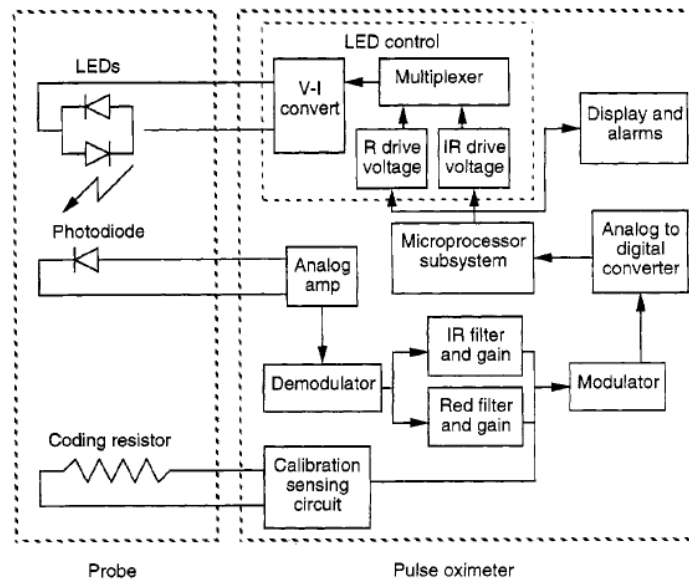 LED control
LEDs
V-I
convert
Multiplexer
R drive
voltage
IR drive
voltage
Display and
alarms
Photodiode
Analog
amp
Microprocessor
subsystem
Analog to
digital
converter
Demodulator
IR filter
and gain
Red filter
and gain
Modulator
Coding resistor
Calibration
sensing
circuit
Probe
Pulse oximeter